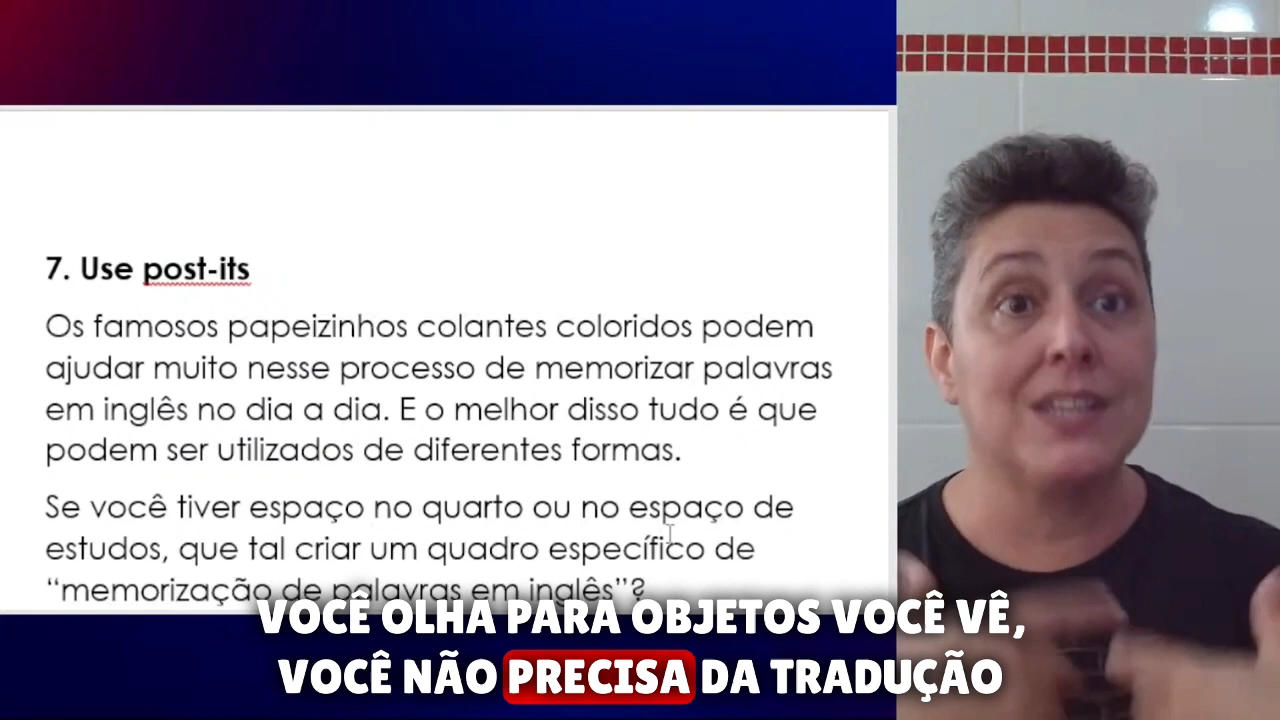 7. Use post-its
Os famosos papeizinhos colantes coloridos podem
ajudar muito nesse processo de memorizar palavras
em inglês no dia a dia. E o melhor disso tudo é que
podem ser utilizados de diferentes formas.
Se você tiver espaço no quarto ou no espaço de
estudos, que tal criar um quadro específico de
“memorização de palavras em inglês”?
VOCÊ OLHA PARA OBJETOS VOCÊ VÊ,
VOCÊ NÃO PRECISA DA TRADUÇÃO